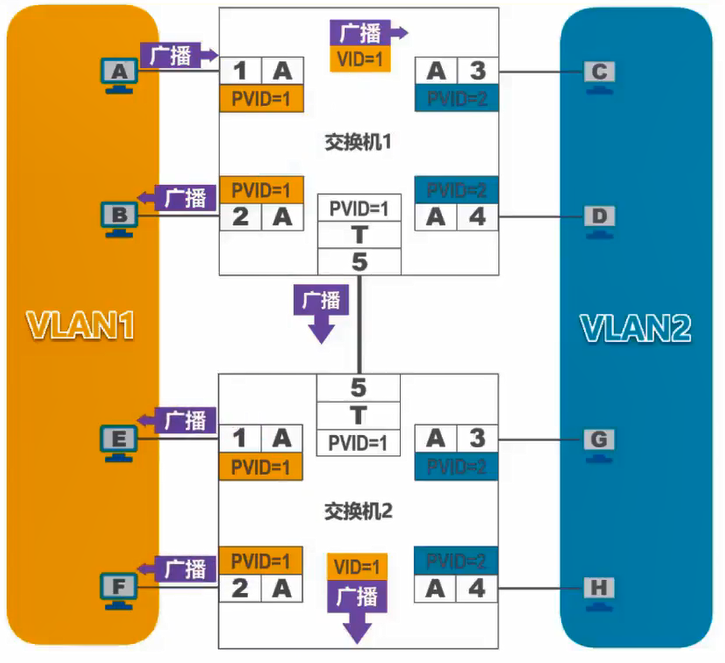 广播
VID=1
广播
A
1 A
PVID=1
A 3
PVID=2
C
交换机1
广播
B
PVID=1
2 A
PVID=1
T
5
PVID=2
A 4
D
广播
VLAN1
VLAN2
5
T
PVID=1
广播
E
1 A
PVID=1
A 3
PVID=2
G
交换机2
广播
F
PVID=1
2 A
VID=1
广播
PVID=2
A 4
H